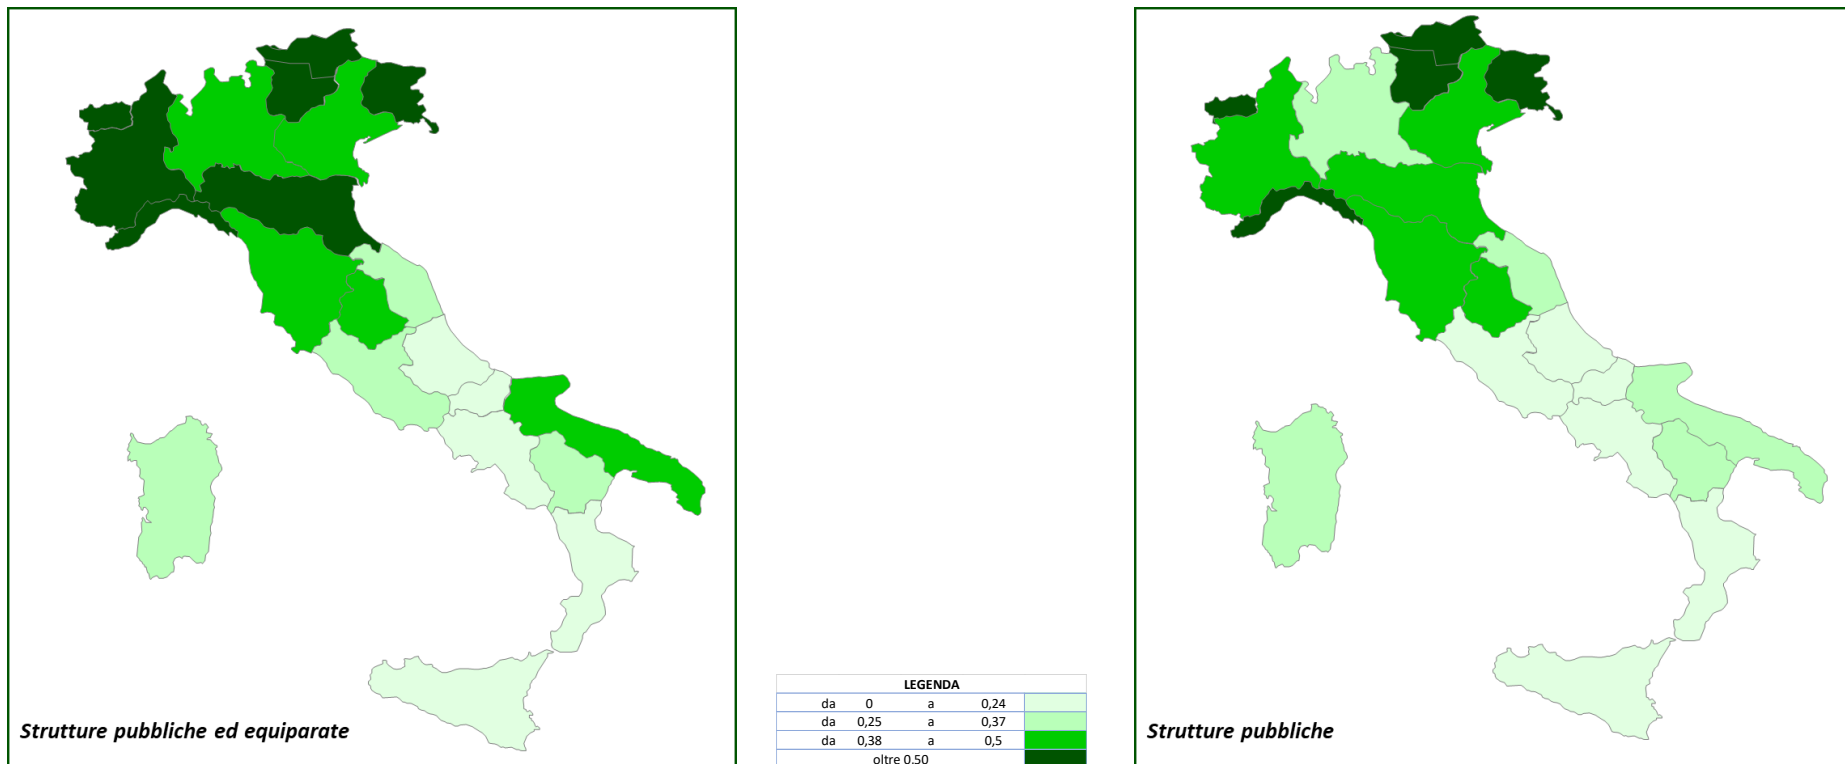 LEGENDA
da 0 a 0,24
da 0,25 a 0,37
da 0,38 a 0,5
oltre 0,50
Strutture pubbliche ed equiparate
Strutture pubbliche